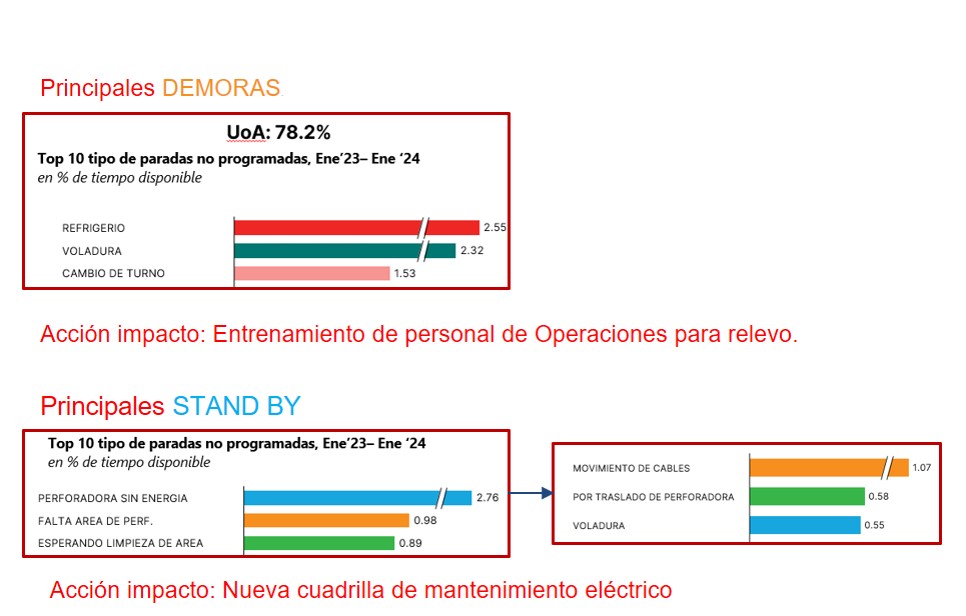 Principales DEMORAS
UoA: 78.2%
Top 10 tipo de paradas no programadas, Ene'23– Ene ‘24
en % de tiempo disponible
REFRIGERIO 2.55
VOLADURA 2.32
CAMBIO DE TURNO 1.53
Acción impacto: Entrenamiento de personal de Operaciones para relevo.
Principales STAND BY
Top 10 tipo de paradas no programadas, Ene'23– Ene ‘24
en % de tiempo disponible
PERFORADORA SIN ENERGIA 2.76
FALTA AREA DE PERF. 0.98
ESPERANDO LIMPIEZA DE AREA 0.89
MOVIMIENTO DE CABLES 1.07
POR TRASLADO DE PERFORADORA 0.58
VOLADURA 0.55
Acción impacto: Nueva cuadrilla de mantenimiento eléctrico